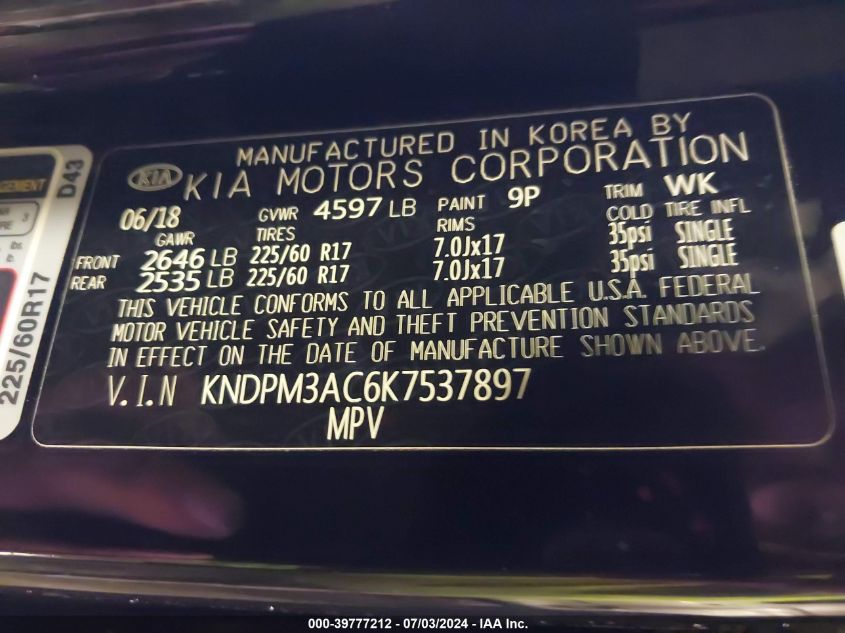 MANUFACTURED IN KOREA BY
KIA KIA MOTORS CORPORATION
06/18 GVWR 4597 LB PAINT 9P TRIM WK
GAWR TIRES RIMS COLD TIRE INFL
FRONT 2646 LB 225/60 R17 7.0Jx17 35psi SINGLE
REAR 2535 LB 225/60 R17 7.0Jx17 35psi SINGLE
THIS VEHICLE CONFORMS TO ALL APPLICABLE U.S.A. FEDERAL
MOTOR VEHICLE SAFETY AND THEFT PREVENTION STANDARDS
IN EFFECT ON THE DATE OF MANUFACTURE SHOWN ABOVE.
V.I.N KNDPM3AC6K7537897
MPV
D43
225/60R17
000-39777212 - 07/03/2024 - IAA Inc.